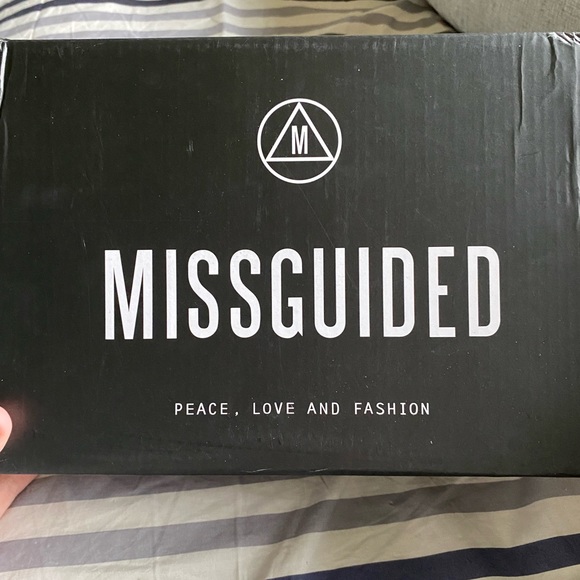 M
MISSGUIDED
PEACE, LOVE AND FASHION